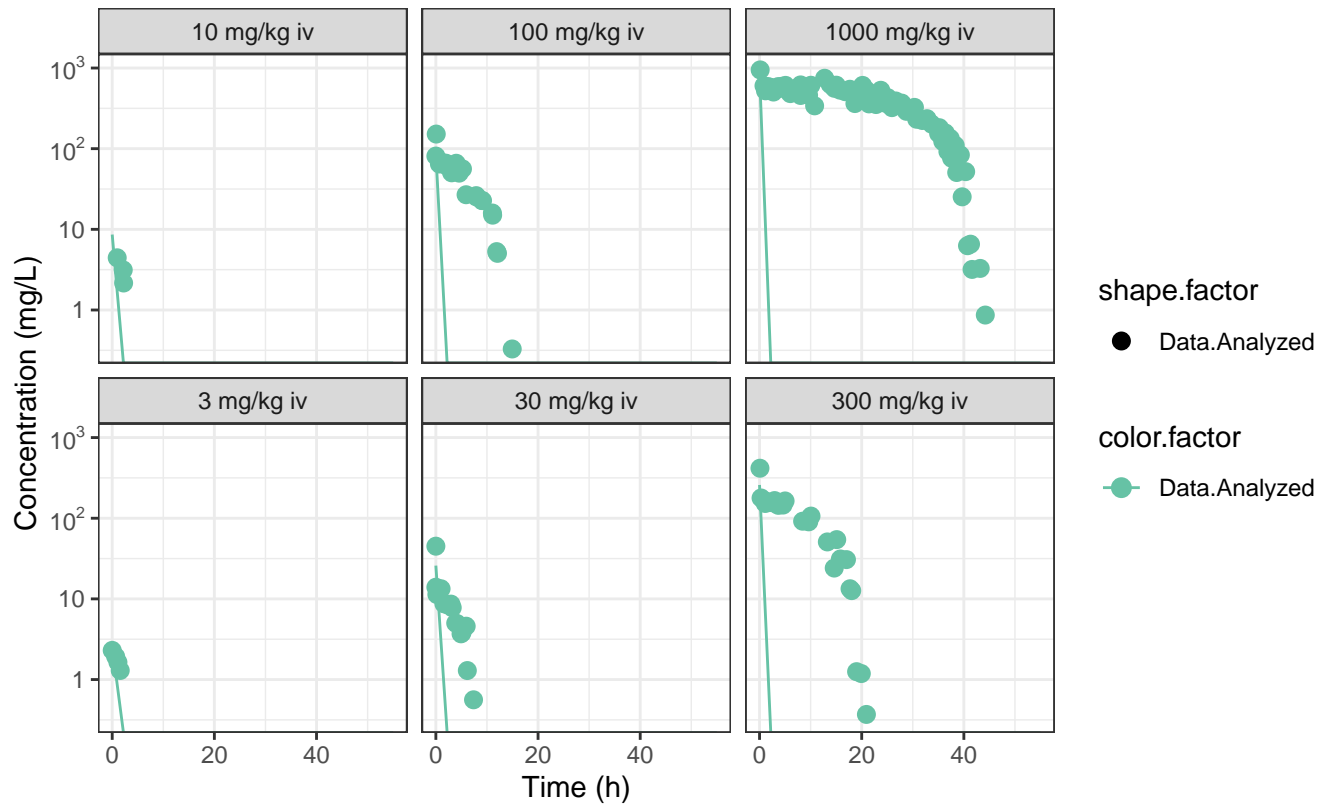 10 mg/kg iv
100 mg/kg iv
1000 mg/kg iv
10³
10²
10
1
3 mg/kg iv
30 mg/kg iv
300 mg/kg iv
10³
10²
10
1
0 20 40
0 20 40
0 20 40
Time (h)
Concentration (mg/L)
shape.factor
Data.Analyzed
color.factor
Data.Analyzed